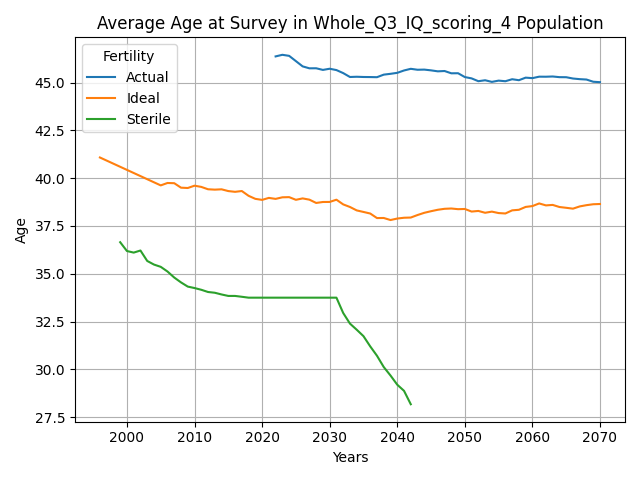 Average Age at Survey in Whole_Q3_IQ_scoring_4 Population
Fertility
Actual
Ideal
Sterile
Age
45.0
42.5
40.0
37.5
35.0
32.5
30.0
27.5
2000 2010 2020 2030 2040 2050 2060 2070
Years